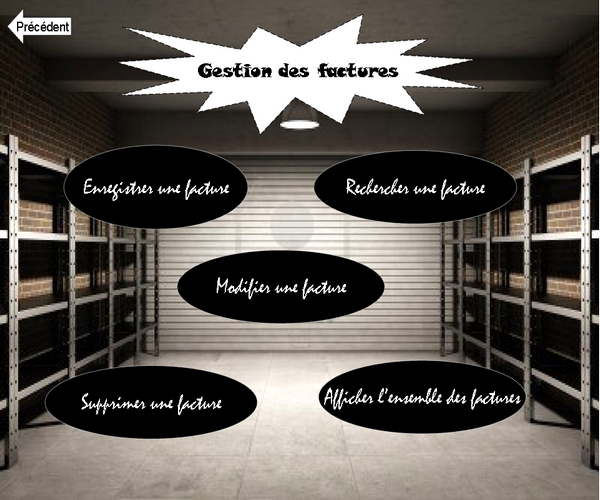 Précédent
Gestion des factures
Enregistrer une facture
Rechercher une facture
Modifier une facture
Supprimer une facture
Afficher l'ensemble des factures